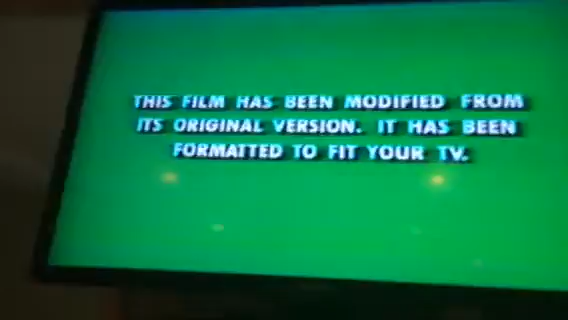 THIS FILM HAS BEEN MODIFIED FROM
ITS ORIGINAL VERSION. IT HAS BEEN
FORMATTED TO FIT YOUR TV.